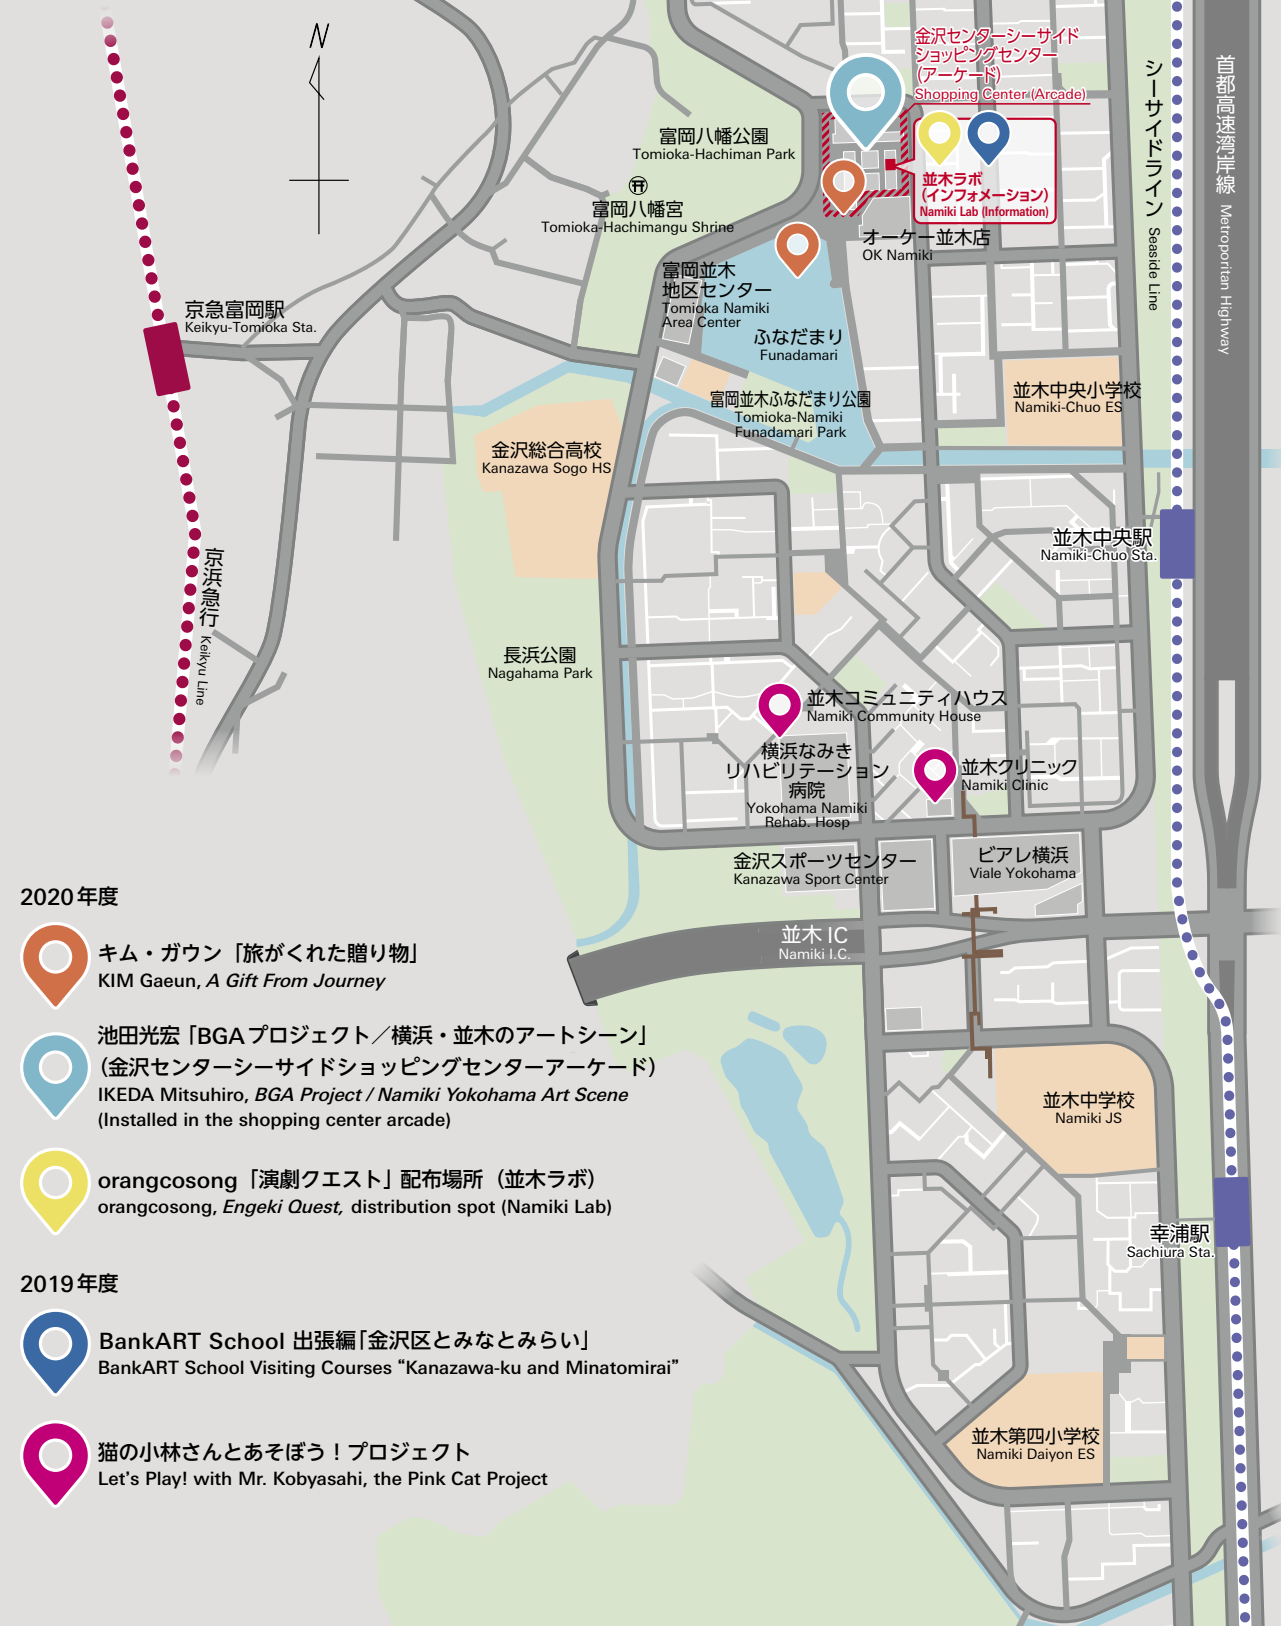 N
金沢センターシーサイド
ショッピングセンター
(アーケード)
Shopping Center (Arcade)
シーサイドライン Seaside Line
首都高速湾岸線 Metroporitan Highway
富岡八幡公園
Tomioka-Hachiman Park
富岡八幡宮
Tomioka-Hachimangu Shrine
並木ラボ
(インフォメーション)
Namiki Lab (Information)
オーケー並木店
OK Namiki
富岡並木
地区センター
Tomioka Namiki
Area Center
京急富岡駅
Keikyu-Tomioka Sta.
ふなだまり
Funadamari
富岡並木ふなだまり公園
Tomioka-Namiki
Funadamari Park
並木中央小学校
Namiki-Chuo ES
金沢総合高校
Kanazawa Sogo HS
並木中央駅
Namiki-Chuo Sta.
京浜急行 Keikyu Line
長浜公園
Nagahama Park
並木コミュニティハウス
Namiki Community House
横浜なみき
リハビリテーション
病院
Yokohama Namiki
Rehab. Hosp
並木クリニック
Namiki Clinic
金沢スポーツセンター
Kanazawa Sport Center
ビアレ横浜
Viale Yokohama
並木 IC
Namiki I.C.
並木中学校
Namiki JS
幸浦駅
Sachiura Sta.
並木第四小学校
Namiki Daiyon ES
2020年度
キム・ガウン「旅がくれた贈り物」
KIM Gaeun, A Gift From Journey
池田光宏「BGAプロジェクト／横浜・並木のアートシーン」
（金沢センターシーサイドショッピングセンターアーケード）
IKEDA Mitsuhiro, BGA Project / Namiki Yokohama Art Scene
(Installed in the shopping center arcade)
orangcosong「演劇クエスト」配布場所（並木ラボ）
orangcosong, Engeki Quest, distribution spot (Namiki Lab)
2019年度
BankART School 出張編「金沢区とみなとみらい」
BankART School Visiting Courses “Kanazawa-ku and Minatomirai”
猫の小林さんとあそぼう！プロジェクト
Let’s Play! with Mr. Kobyasahi, the Pink Cat Project